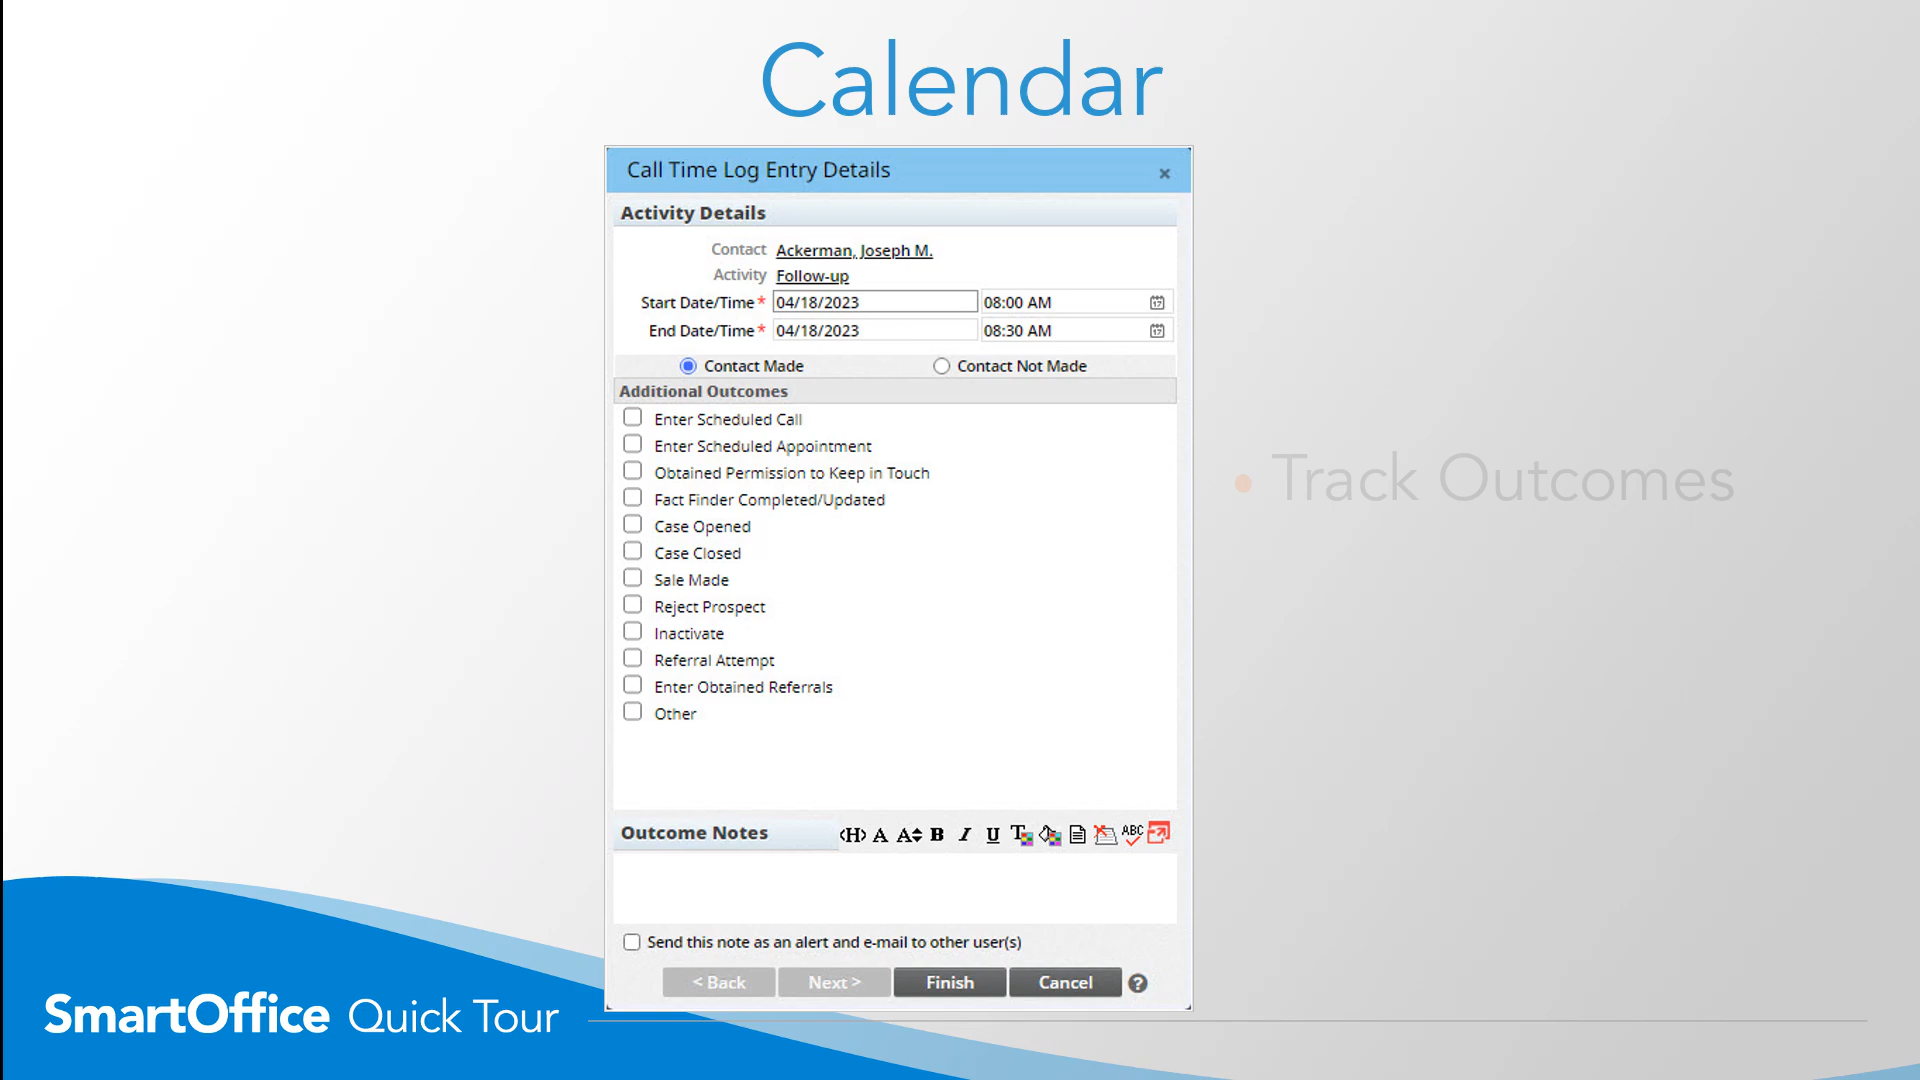 Calendar
Call Time Log Entry Details
Activity Details
Contact Ackerman, Joseph M.
Activity Follow-up
Start Date/Time* 04/18/2023 08:00 AM
End Date/Time* 04/18/2023 08:30 AM
Contact Made Contact Not Made
Additional Outcomes
Enter Scheduled Call
Enter Scheduled Appointment
Obtained Permission to Keep in Touch
Fact Finder Completed/Updated
Case Opened
Case Closed
Sale Made
Reject Prospect
Inactivate
Referral Attempt
Enter Obtained Referrals
Other
• Track Outcomes
Outcome Notes ‹H› A A B I U T ABC
Send this note as an alert and e-mail to other user(s)
< Back Next > Finish Cancel ?
SmartOffice Quick Tour